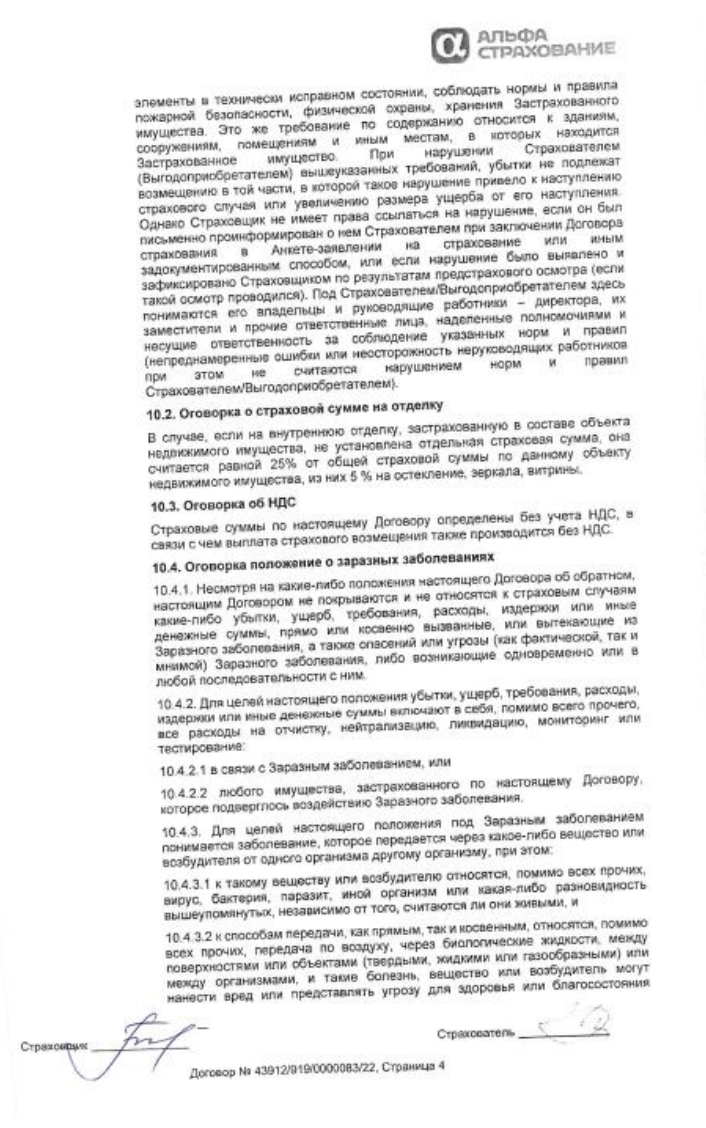 АЛЬФА
СТРАХОВАНИЕ
элементы в технически исправном состоянии, соблюдать нормы и правила
пожарной безопасности, физической охраны, хранения Застрахованного
имущества. Это же требование по содержанию относится к зданиям,
сооружениям, помещениям и иным местам, в которых находится
Застрахованное имущество. При нарушении Страхователем
(Выгодоприобретателем) вышеуказанных требований, убытки не подлежат
возмещению в той части, в которой такое нарушение привело к наступлению
страхового случая или увеличению размера ущерба от его наступления.
Однако Страховщик не имеет права ссылаться на нарушение, если он был
письменно проинформирован о нем Страхователем при заключении Договора
страхования в Анкете-заявлении на страхование или иным
задокументированным способом, или если нарушение было выявлено и
зафиксировано Страховщиком по результатам предстрахового осмотра (если
такой осмотр проводился). Под Страхователем/Выгодоприобретателем здесь
понимаются его владельцы и руководящие работники – директора, их
заместители и прочие ответственные лица, наделенные полномочиями и
несущие ответственность за соблюдение указанных норм и правил
(непреднамеренные ошибки или неосторожность неруководящих работников
при этом не считаются нарушением норм и правил
Страхователем/Выгодоприобретателем).
10.2. Оговорка о страховой сумме на отделку
В случае, если на внутреннюю отделку, застрахованную в составе объекта
недвижимого имущества, не установлена отдельная страховая сумма, она
считается равной 25% от общей страховой суммы по данному объекту
недвижимого имущества, из них 5 % на остекление, зеркала, витрины.
10.3. Оговорка об НДС
Страховые суммы по настоящему Договору определены без учета НДС, в
связи с чем выплата страхового возмещения также производится без НДС.
10.4. Оговорка положение о заразных заболеваниях
10.4.1. Несмотря на какие-либо положения настоящего Договора об обратном,
настоящим Договором не покрываются и не относятся к страховым случаям
какие-либо убытки, ущерб, требования, расходы, издержки или иные
денежные суммы, прямо или косвенно вызванные, или вытекающие из
Заразного заболевания, а также опасений или угрозы (как фактической, так и
мнимой) Заразного заболевания, либо возникающие одновременно или в
любой последовательности с ним.
10.4.2. Для целей настоящего положения убытки, ущерб, требования, расходы,
издержки или иные денежные суммы включают в себя, помимо всего прочего,
все расходы на отчистку, нейтрализацию, ликвидацию, мониторинг или
тестирование:
10.4.2.1 в связи с Заразным заболеванием, или
10.4.2.2 любого имущества, застрахованного по настоящему Договору,
которое подверглось воздействию Заразного заболевания.
10.4.3. Для целей настоящего положения под Заразным заболеванием
понимается заболевание, которое передается через какое-либо вещество или
возбудителя от одного организма другому организму, при этом:
10.4.3.1 к такому веществу или возбудителю относятся, помимо всех прочих,
вирус, бактерия, паразит, иной организм или какая-либо разновидность
вышеупомянутых, независимо от того, считаются ли они живыми, и
10.4.3.2 к способам передачи, как прямым, так и косвенным, относятся, помимо
всех прочих, передача по воздуху, через биологические жидкости, между
поверхностями или объектами (твердыми, жидкими или газообразными) или
между организмами, и такие болезнь, вещество или возбудитель могут
нанести вред или представлять угрозу для здоровья или благосостояния
Страховщик
Страхователь
Договор № 43912/919/0000083/22, Страница 4